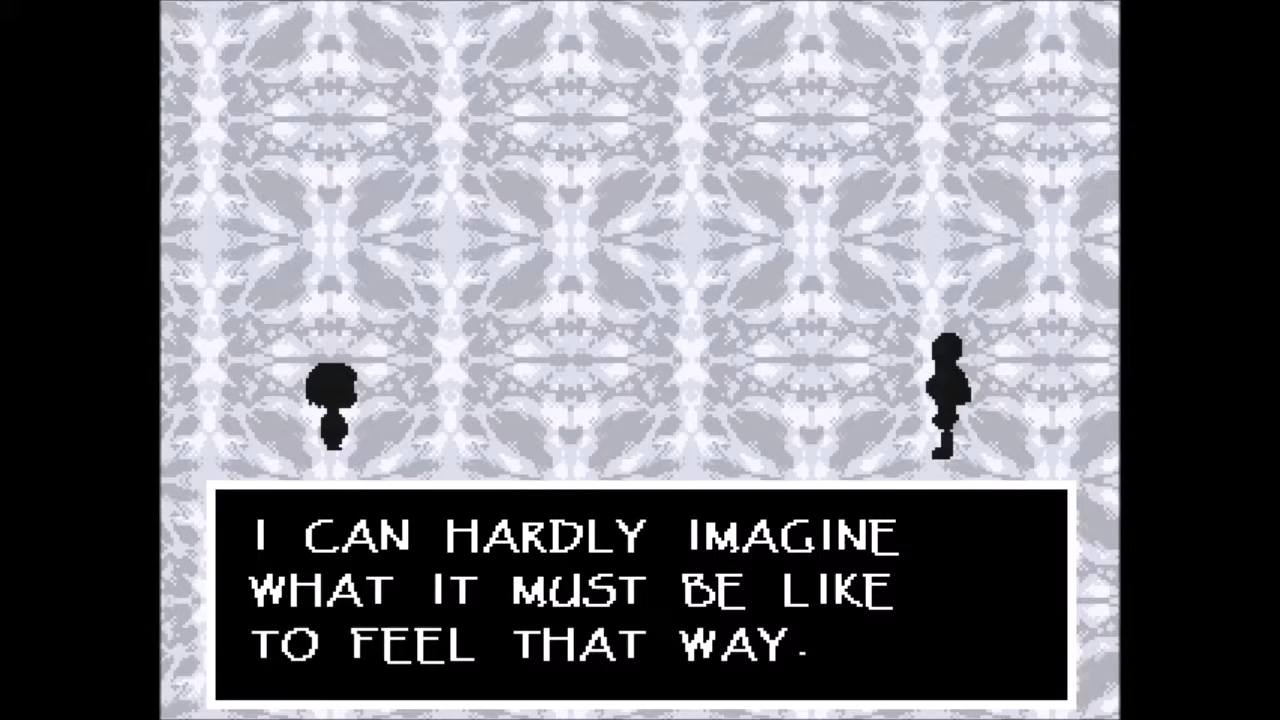 I CAN HARDLY IMAGINE
WHAT IT MUST BE LIKE
TO FEEL THAT WAY.